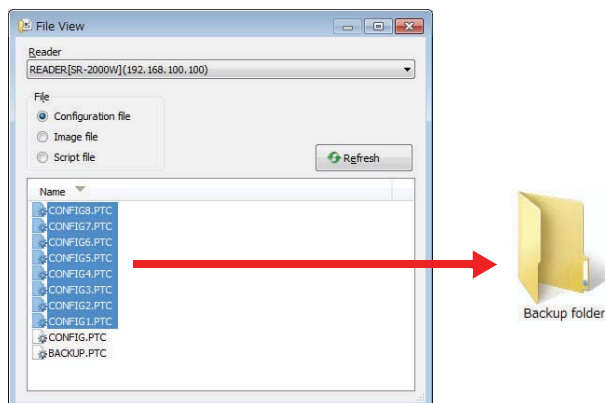 File View
Reader
READER[SR-2000W](192.168.100.100)
File
Configuration file
Image file
Script file
Refresh
Name
CONFIG8.PTC
CONFIG7.PTC
CONFIG6.PTC
CONFIG5.PTC
CONFIG4.PTC
CONFIG3.PTC
CONFIG2.PTC
CONFIG1.PTC
CONFIG.PTC
BACKUP.PTC
Backup folder